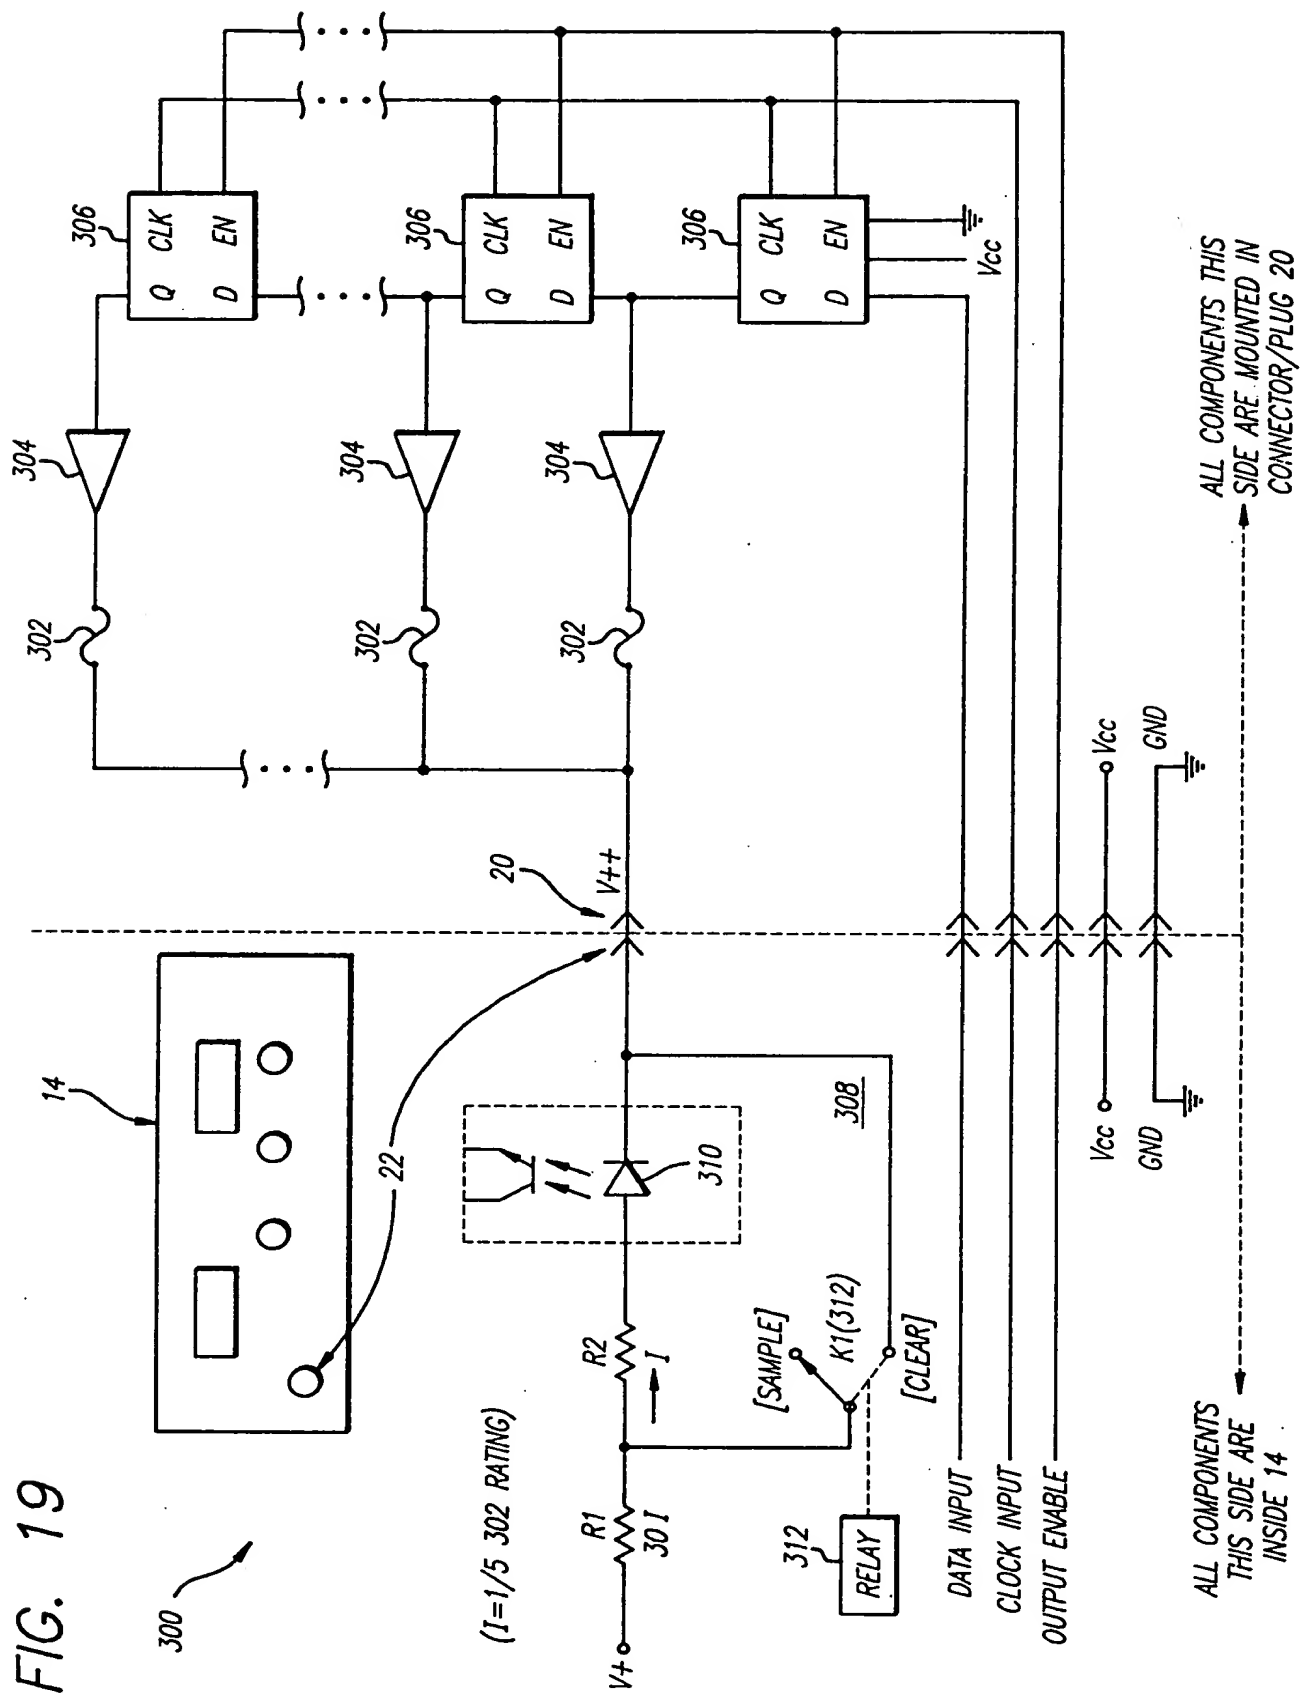 FIG. 19
300
14
22
20
V++
(I=1/5 302 RATING)
V+
R1
30 I
R2
I
310
308
[SAMPLE]
K1(312)
[CLEAR]
312
RELAY
302
304
306
Q
CLK
D
EN
302
304
306
Q
CLK
D
EN
302
304
306
Q
CLK
D
EN
Vcc
DATA INPUT
CLOCK INPUT
OUTPUT ENABLE
Vcc
Vcc
GND
GND
ALL COMPONENTS
THIS SIDE ARE
INSIDE 14
ALL COMPONENTS THIS
SIDE ARE MOUNTED IN
CONNECTOR/PLUG 20